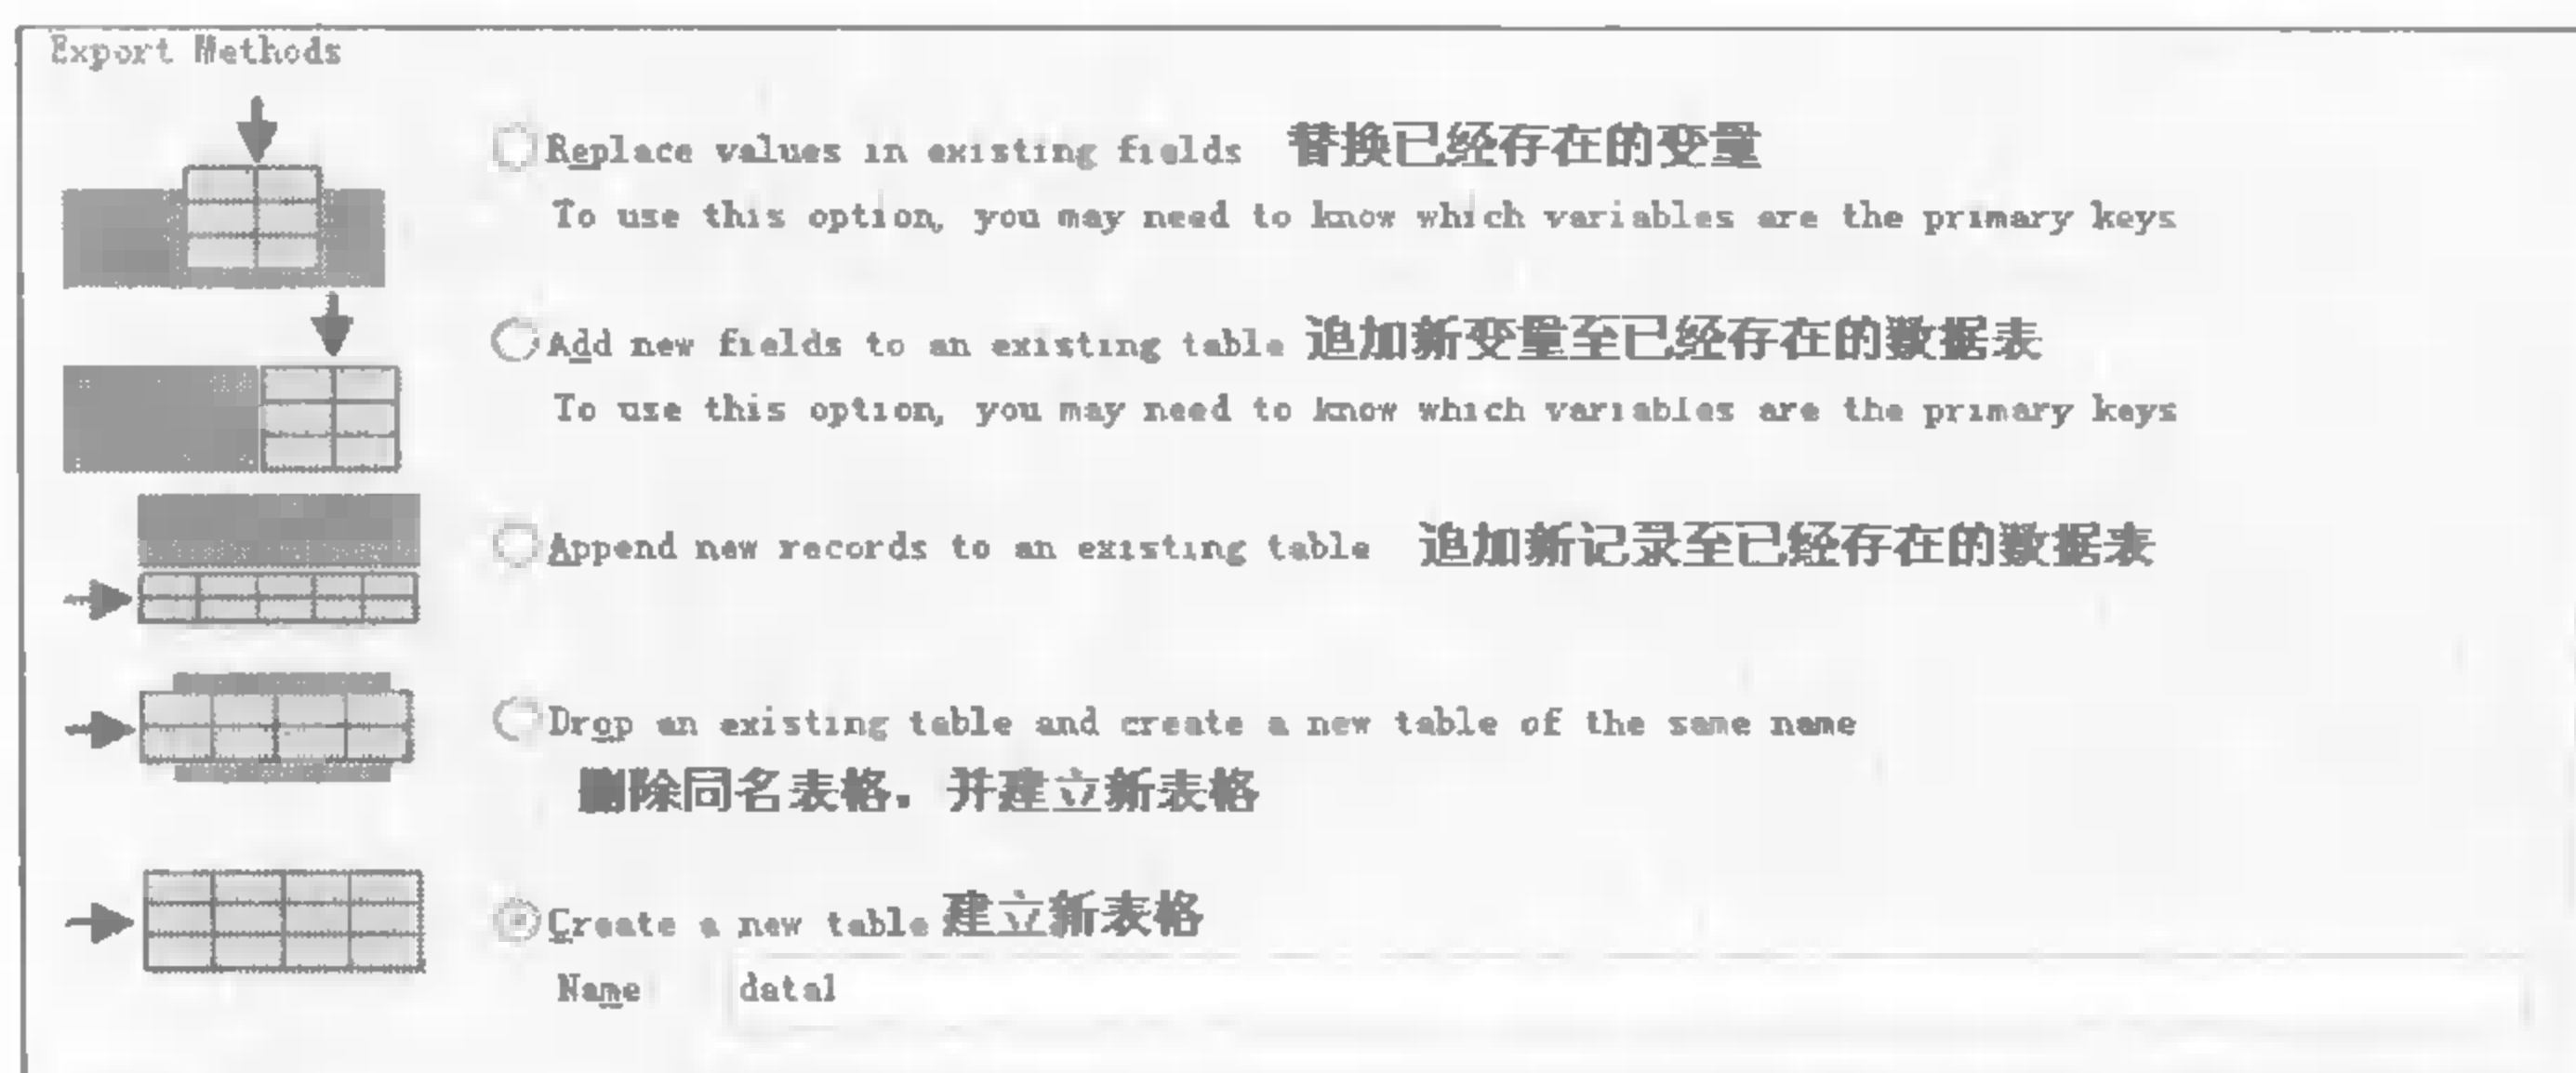 Export Methods
Replace values in existing fields 替换已经存在的变量
To use this option, you may need to know which variables are the primary keys
Add new fields to an existing table 追加新变量至已经存在的数据表
To use this option, you may need to know which variables are the primary keys
Append new records to an existing table 追加新记录至已经存在的数据表
Drop an existing table and create a new table of the same name
删除同名表格，并建立新表格
Create a new table 建立新表格
Name data1